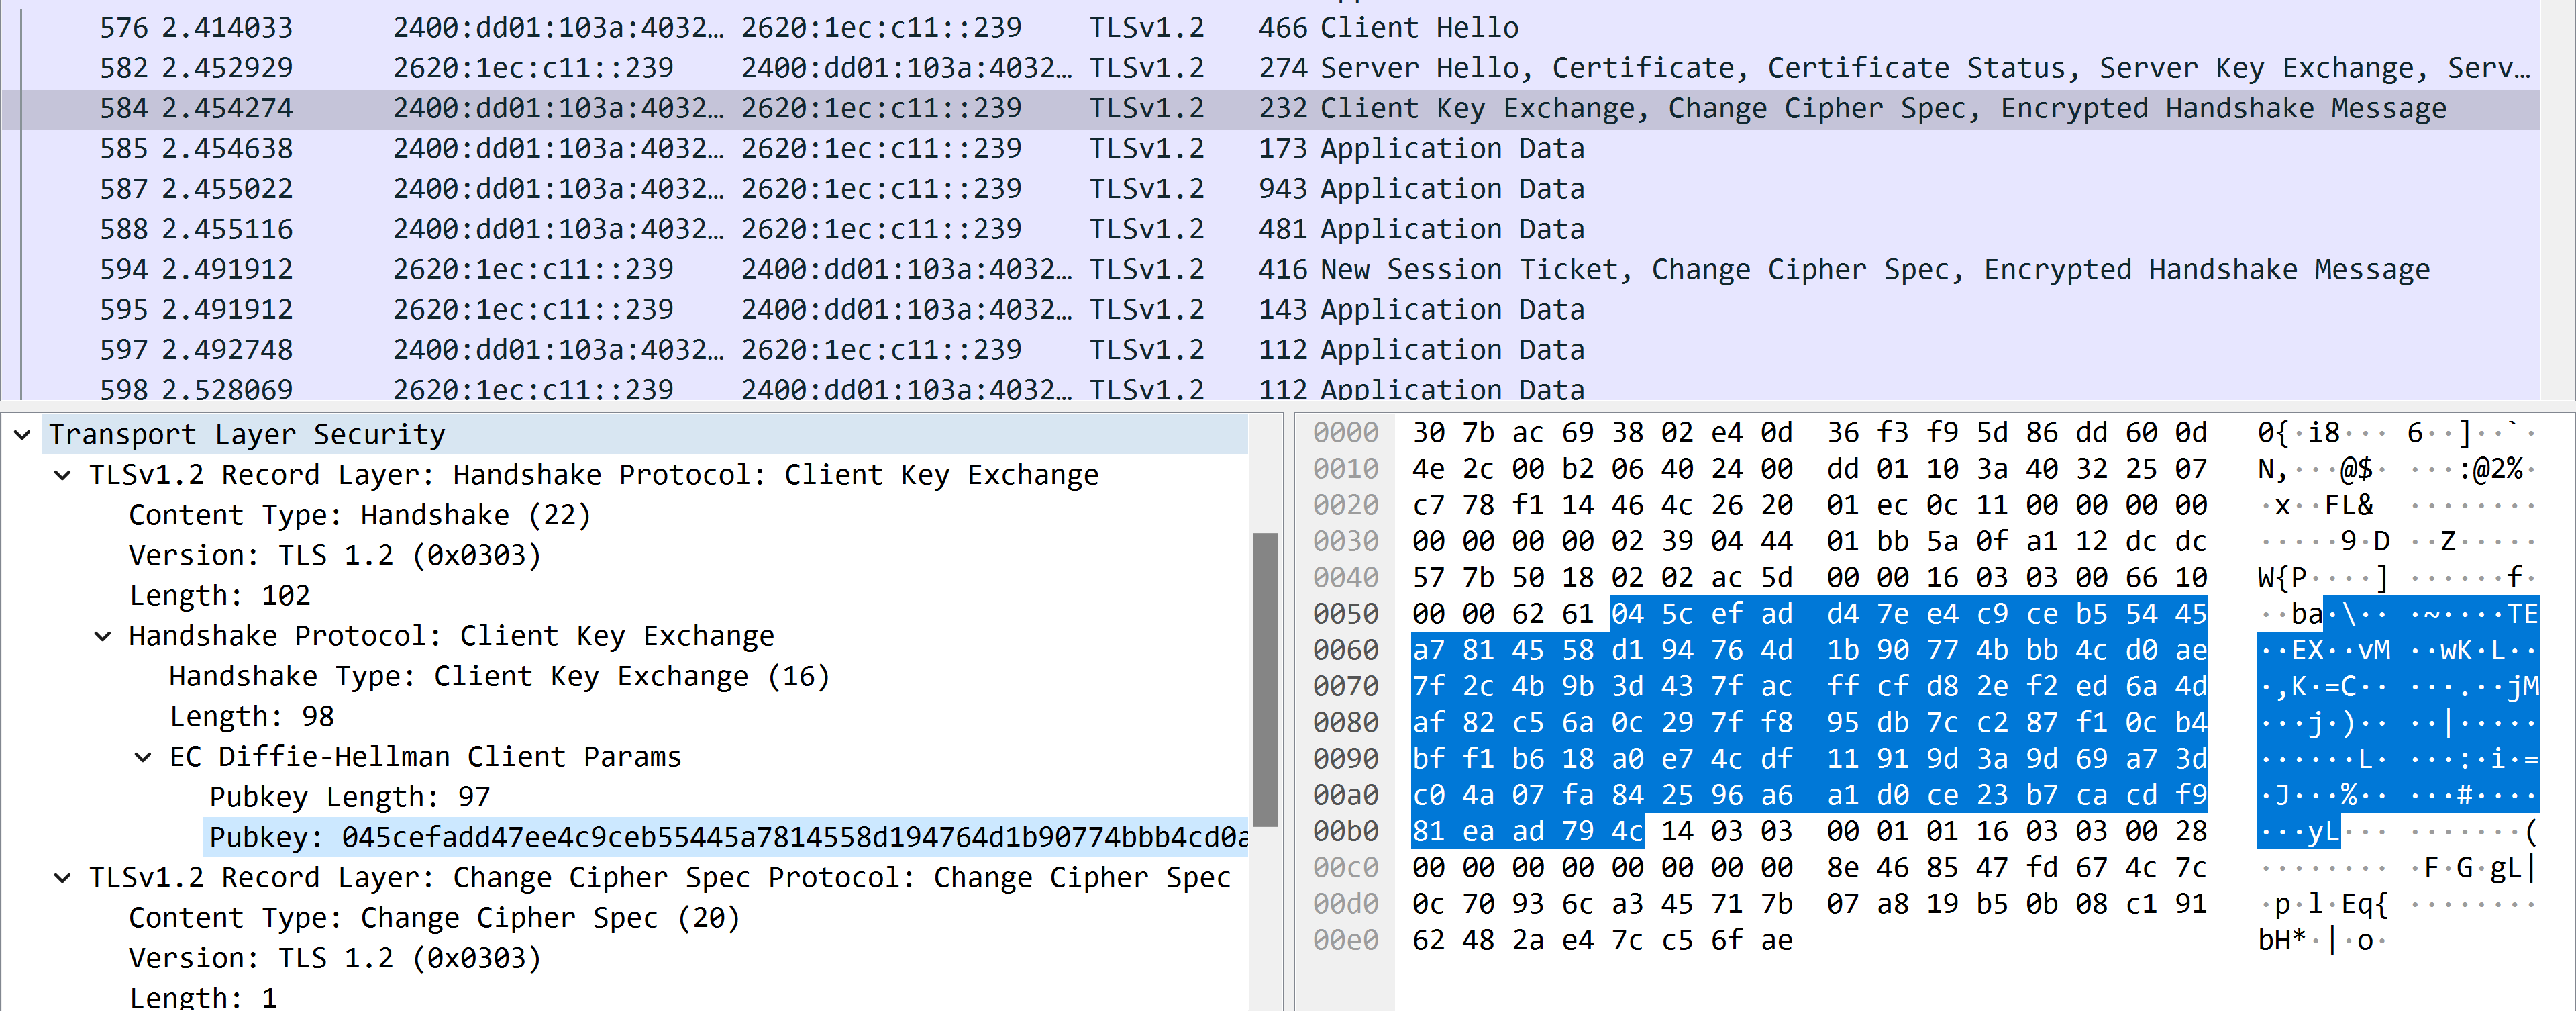 576 2.414033 2400:dd01:103a:4032… 2620:1ec:c11::239 TLSv1.2 466 Client Hello
582 2.452929 2620:1ec:c11::239 2400:dd01:103a:4032… TLSv1.2 274 Server Hello, Certificate, Certificate Status, Server Key Exchange, Serv…
584 2.454274 2400:dd01:103a:4032… 2620:1ec:c11::239 TLSv1.2 232 Client Key Exchange, Change Cipher Spec, Encrypted Handshake Message
585 2.454638 2400:dd01:103a:4032… 2620:1ec:c11::239 TLSv1.2 173 Application Data
587 2.455022 2400:dd01:103a:4032… 2620:1ec:c11::239 TLSv1.2 943 Application Data
588 2.455116 2400:dd01:103a:4032… 2620:1ec:c11::239 TLSv1.2 481 Application Data
594 2.491912 2620:1ec:c11::239 2400:dd01:103a:4032… TLSv1.2 416 New Session Ticket, Change Cipher Spec, Encrypted Handshake Message
595 2.491912 2620:1ec:c11::239 2400:dd01:103a:4032… TLSv1.2 143 Application Data
597 2.492748 2400:dd01:103a:4032… 2620:1ec:c11::239 TLSv1.2 112 Application Data
598 2.528069 2620:1ec:c11::239 2400:dd01:103a:4032… TLSv1.2 112 Application Data
Transport Layer Security
TLSv1.2 Record Layer: Handshake Protocol: Client Key Exchange
Content Type: Handshake (22)
Version: TLS 1.2 (0x0303)
Length: 102
Handshake Protocol: Client Key Exchange
Handshake Type: Client Key Exchange (16)
Length: 98
EC Diffie-Hellman Client Params
Pubkey Length: 97
Pubkey: 045cefadd47ee4c9ceb55445a7814558d194764d1b90774bbb4cd0a
TLSv1.2 Record Layer: Change Cipher Spec Protocol: Change Cipher Spec
Content Type: Change Cipher Spec (20)
Version: TLS 1.2 (0x0303)
Length: 1
0000 30 7b ac 69 38 02 e4 0d 36 f3 f9 5d 86 dd 60 0d 0{·i8··· 6··]··`·
0010 4e 2c 00 b2 06 40 24 00 dd 01 10 3a 40 32 25 07 N,···@$· ···:@2%·
0020 c7 78 f1 14 46 4c 26 20 01 ec 0c 11 00 00 00 00 ·x··FL& ········
0030 00 00 00 00 02 39 04 44 01 bb 5a 0f a1 12 dc dc ·····9·D ··Z·····
0040 57 7b 50 18 02 02 ac 5d 00 00 16 03 03 00 66 10 W{P····] ······f·
0050 00 00 62 61 04 5c ef ad d4 7e e4 c9 ce b5 54 45 ··ba·\·· ·~····TE
0060 a7 81 45 58 d1 94 76 4d 1b 90 77 4b bb 4c d0 ae ··EX··vM ··wK·L··
0070 7f 2c 4b 9b 3d 43 7f ac ff cf d8 2e f2 ed 6a 4d ·,K·=C·· ···.··jM
0080 af 82 c5 6a 0c 29 7f f8 95 db 7c c2 87 f1 0c b4 ···j·)·· ··|·····
0090 bf f1 b6 18 a0 e7 4c df 11 91 9d 3a 9d 69 a7 3d ······L· ···:·i·=
00a0 c0 4a 07 fa 84 25 96 a6 a1 d0 ce 23 b7 ca cd f9 ·J···%·· ···#····
00b0 81 ea ad 79 4c 14 03 03 00 01 01 16 03 03 00 28 ···yL··· ·······(
00c0 00 00 00 00 00 00 00 00 8e 46 85 47 fd 67 4c 7c ········ ·F·G·gL|
00d0 0c 70 93 6c a3 45 71 7b 07 a8 19 b5 0b 08 c1 91 ·p·l·Eq{ ········
00e0 62 48 2a e4 7c c5 6f ae bH*·|·o·